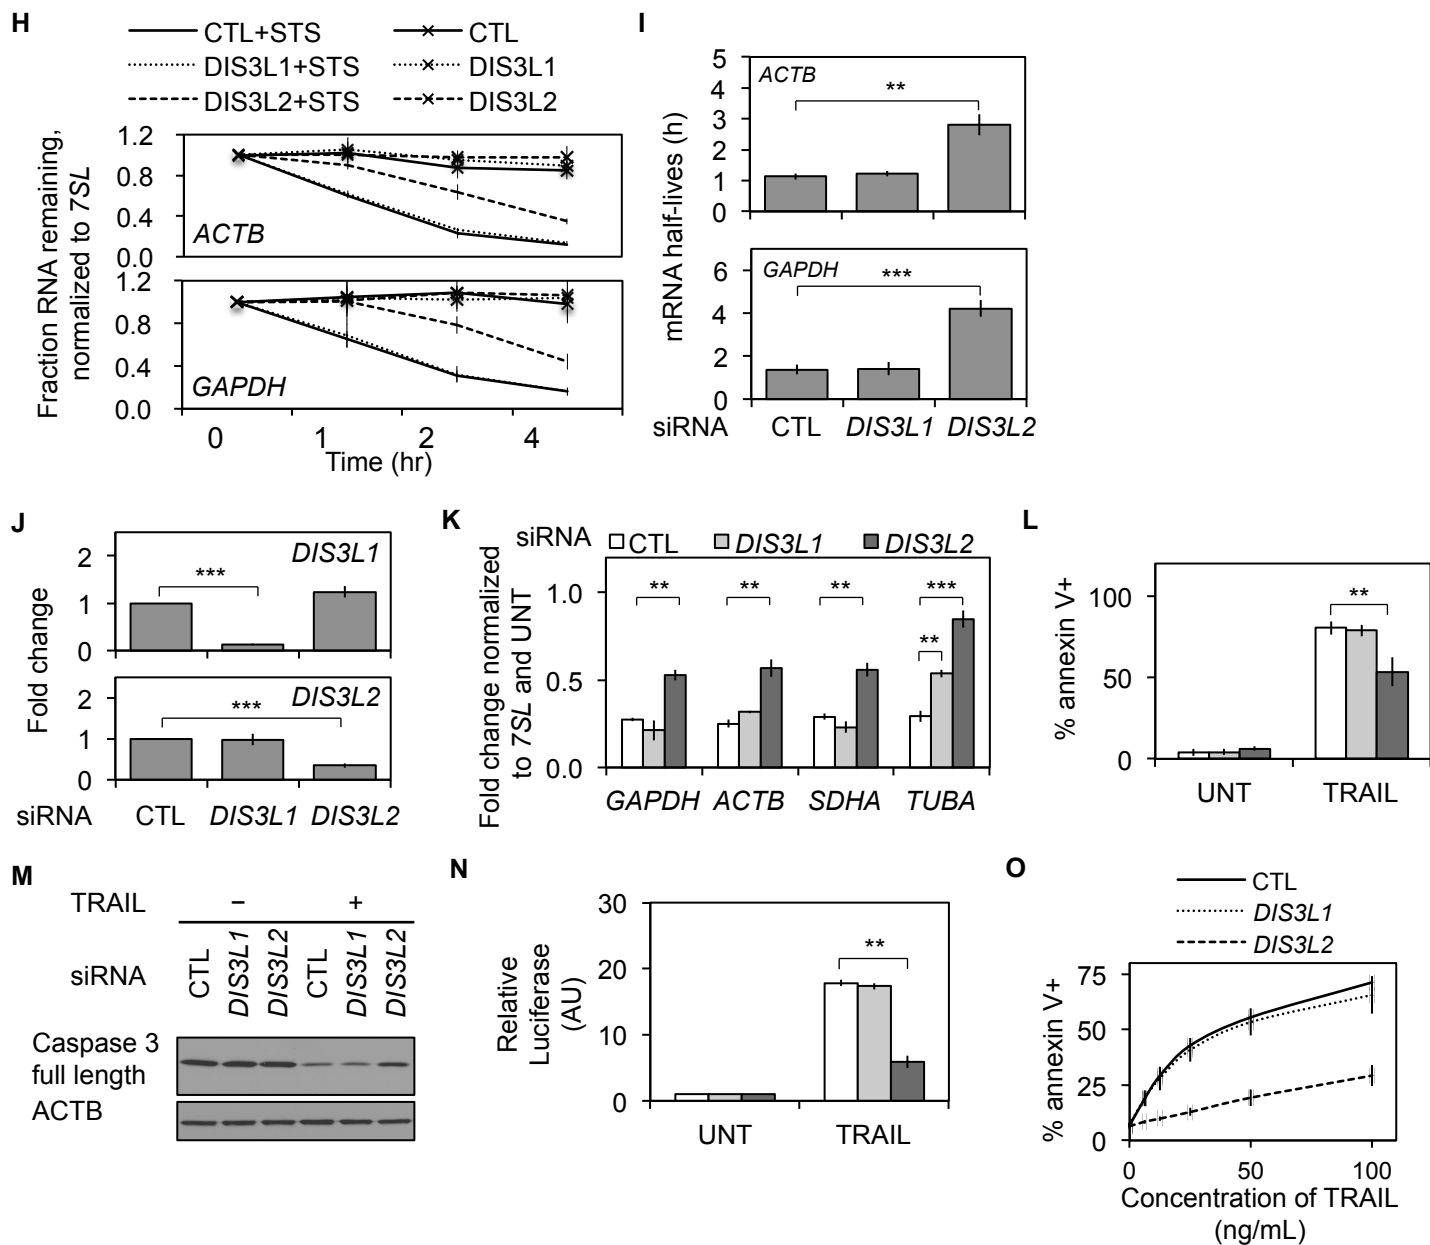 H
CTL+STS
CTL
DIS3L1+STS
DIS3L1
DIS3L2+STS
DIS3L2
Fraction RNA remaining,
normalized to 7SL
1.2
0.8
0.4
0.0
ACTB
1.2
0.8
0.4
0.0
GAPDH
0 1 2 4
Time (hr)
I
mRNA half-lives (h)
5
4
3
2
1
0
ACTB
**
6
4
2
0
GAPDH
***
siRNA CTL DIS3L1 DIS3L2
J
Fold change
2
1
0
DIS3L1
***
2
1
0
DIS3L2
***
siRNA CTL DIS3L1 DIS3L2
K
siRNA CTL DIS3L1 DIS3L2
Fold change normalized
to 7SL and UNT
1.0
0.5
0.0
** ** ** ***
**
GAPDH ACTB SDHA TUBA
L
% annexin V+
100
50
0
**
UNT TRAIL
M
TRAIL − +
siRNA CTL DIS3L1 DIS3L2 CTL DIS3L1 DIS3L2
Caspase 3
full length
ACTB
N
Relative
Luciferase
(AU)
30
20
10
0
**
UNT TRAIL
O
CTL
DIS3L1
DIS3L2
% annexin V+
75
50
25
0
0 50 100
Concentration of TRAIL
(ng/mL)